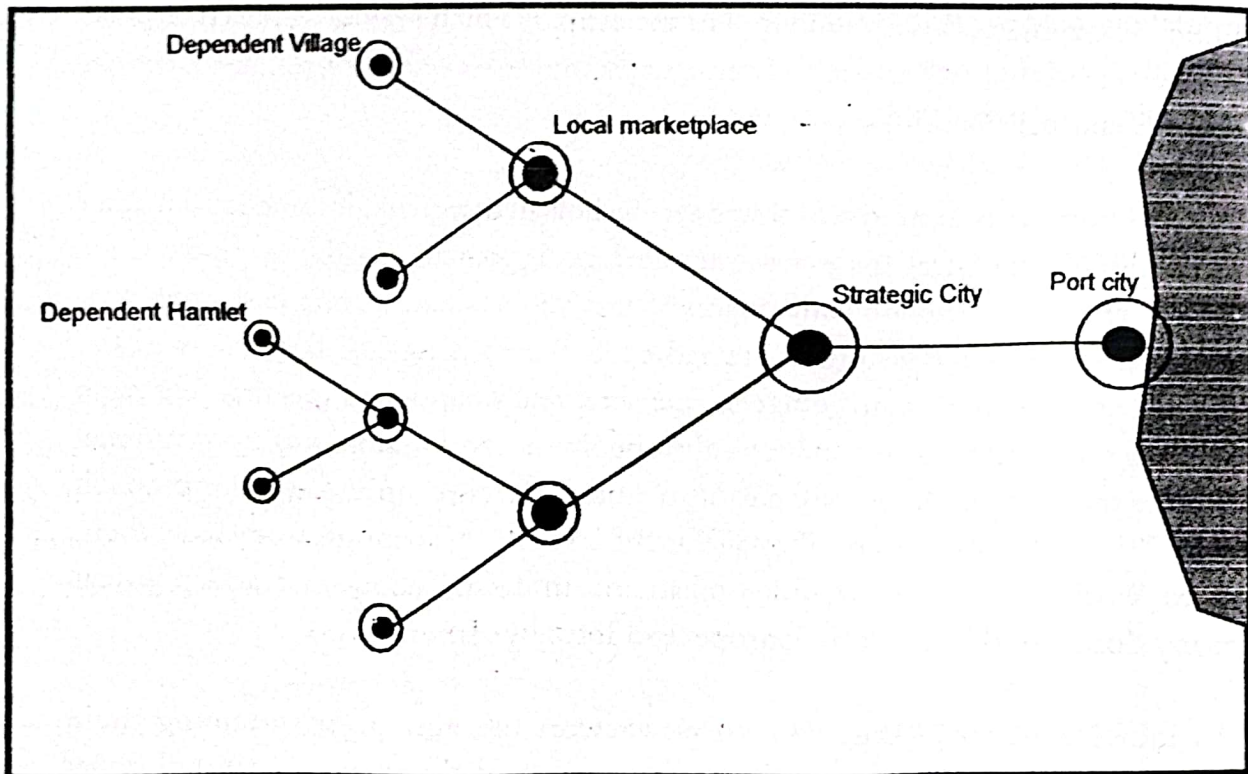 Dependent Village
Local marketplace
Strategic City
Port city
Dependent Hamlet